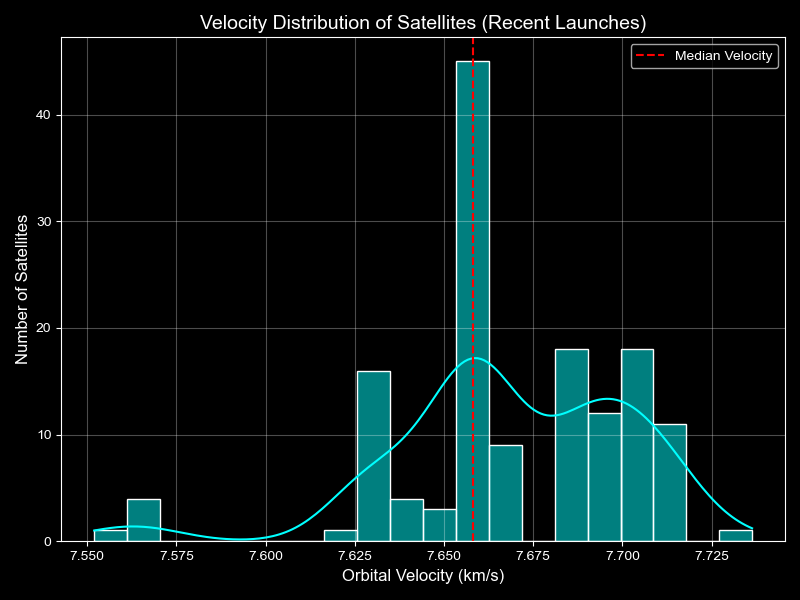 Velocity Distribution of Satellites (Recent Launches)
Median Velocity
Number of Satellites
40
30
20
10
0
7.550 7.575 7.600 7.625 7.650 7.675 7.700 7.725
Orbital Velocity (km/s)